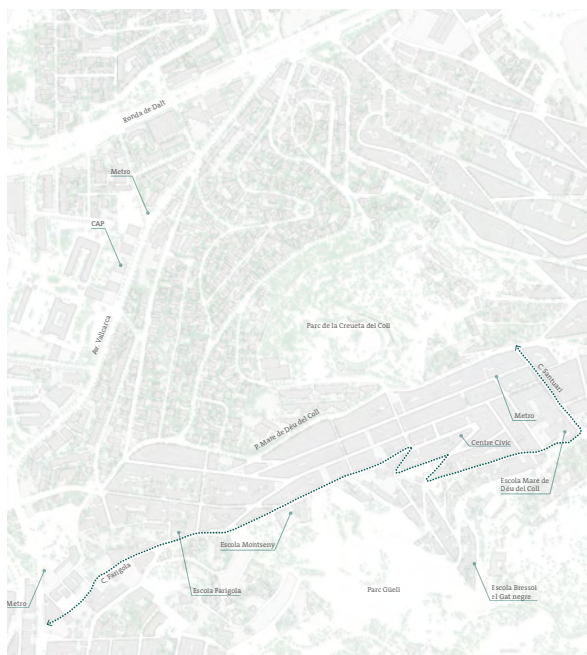 Ronda de Dalt
Metro
CAP
Av. Vallcarca
Parc de la Creueta del Coll
C. Santuari
P. Mare de Déu del Coll
Metro
Centre Cívic
Escola Mare de
Déu del Coll
Escola Montseny
C. Farigola
Escola Farigola
Parc Güell
Escola Bressol
El Gat negre
Metro